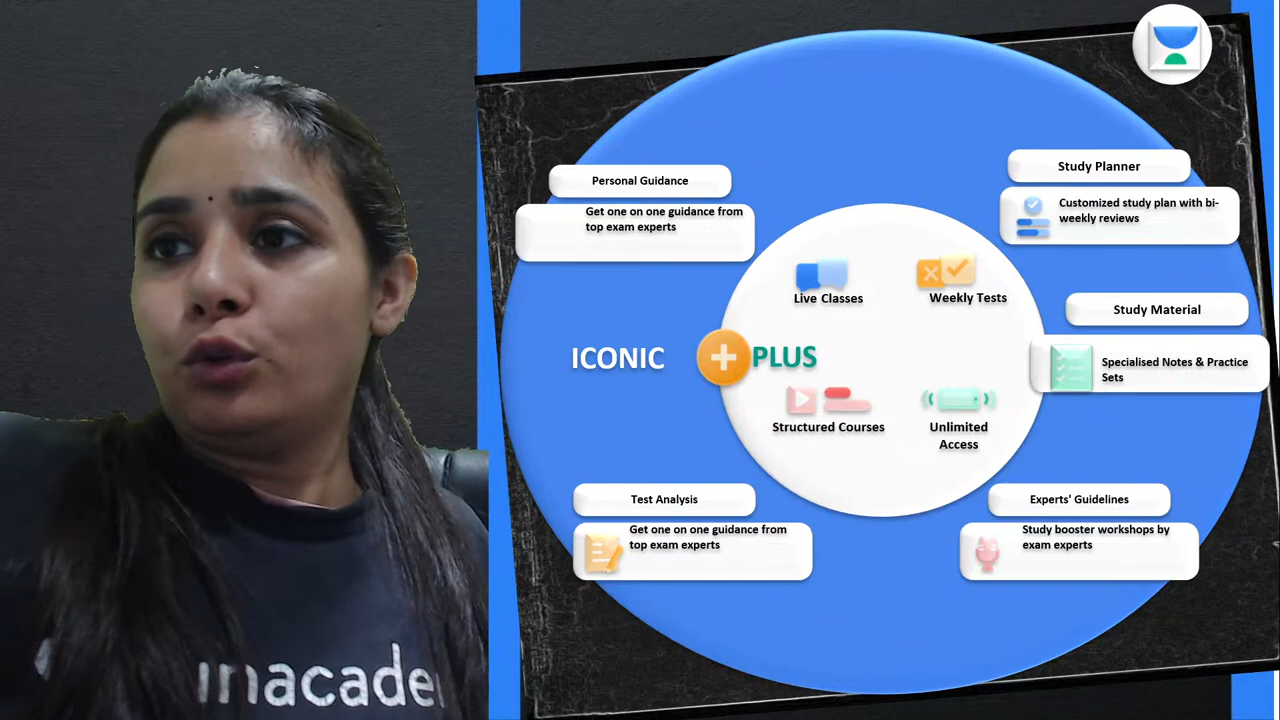 Personal Guidance
Get one on one guidance from
top exam experts
Study Planner
Customized study plan with bi-
weekly reviews
Live Classes
Weekly Tests
Study Material
Specialised Notes & Practice
Sets
ICONIC
PLUS
Structured Courses
Unlimited
Access
Test Analysis
Get one on one guidance from
top exam experts
Experts' Guidelines
Study booster workshops by
exam experts